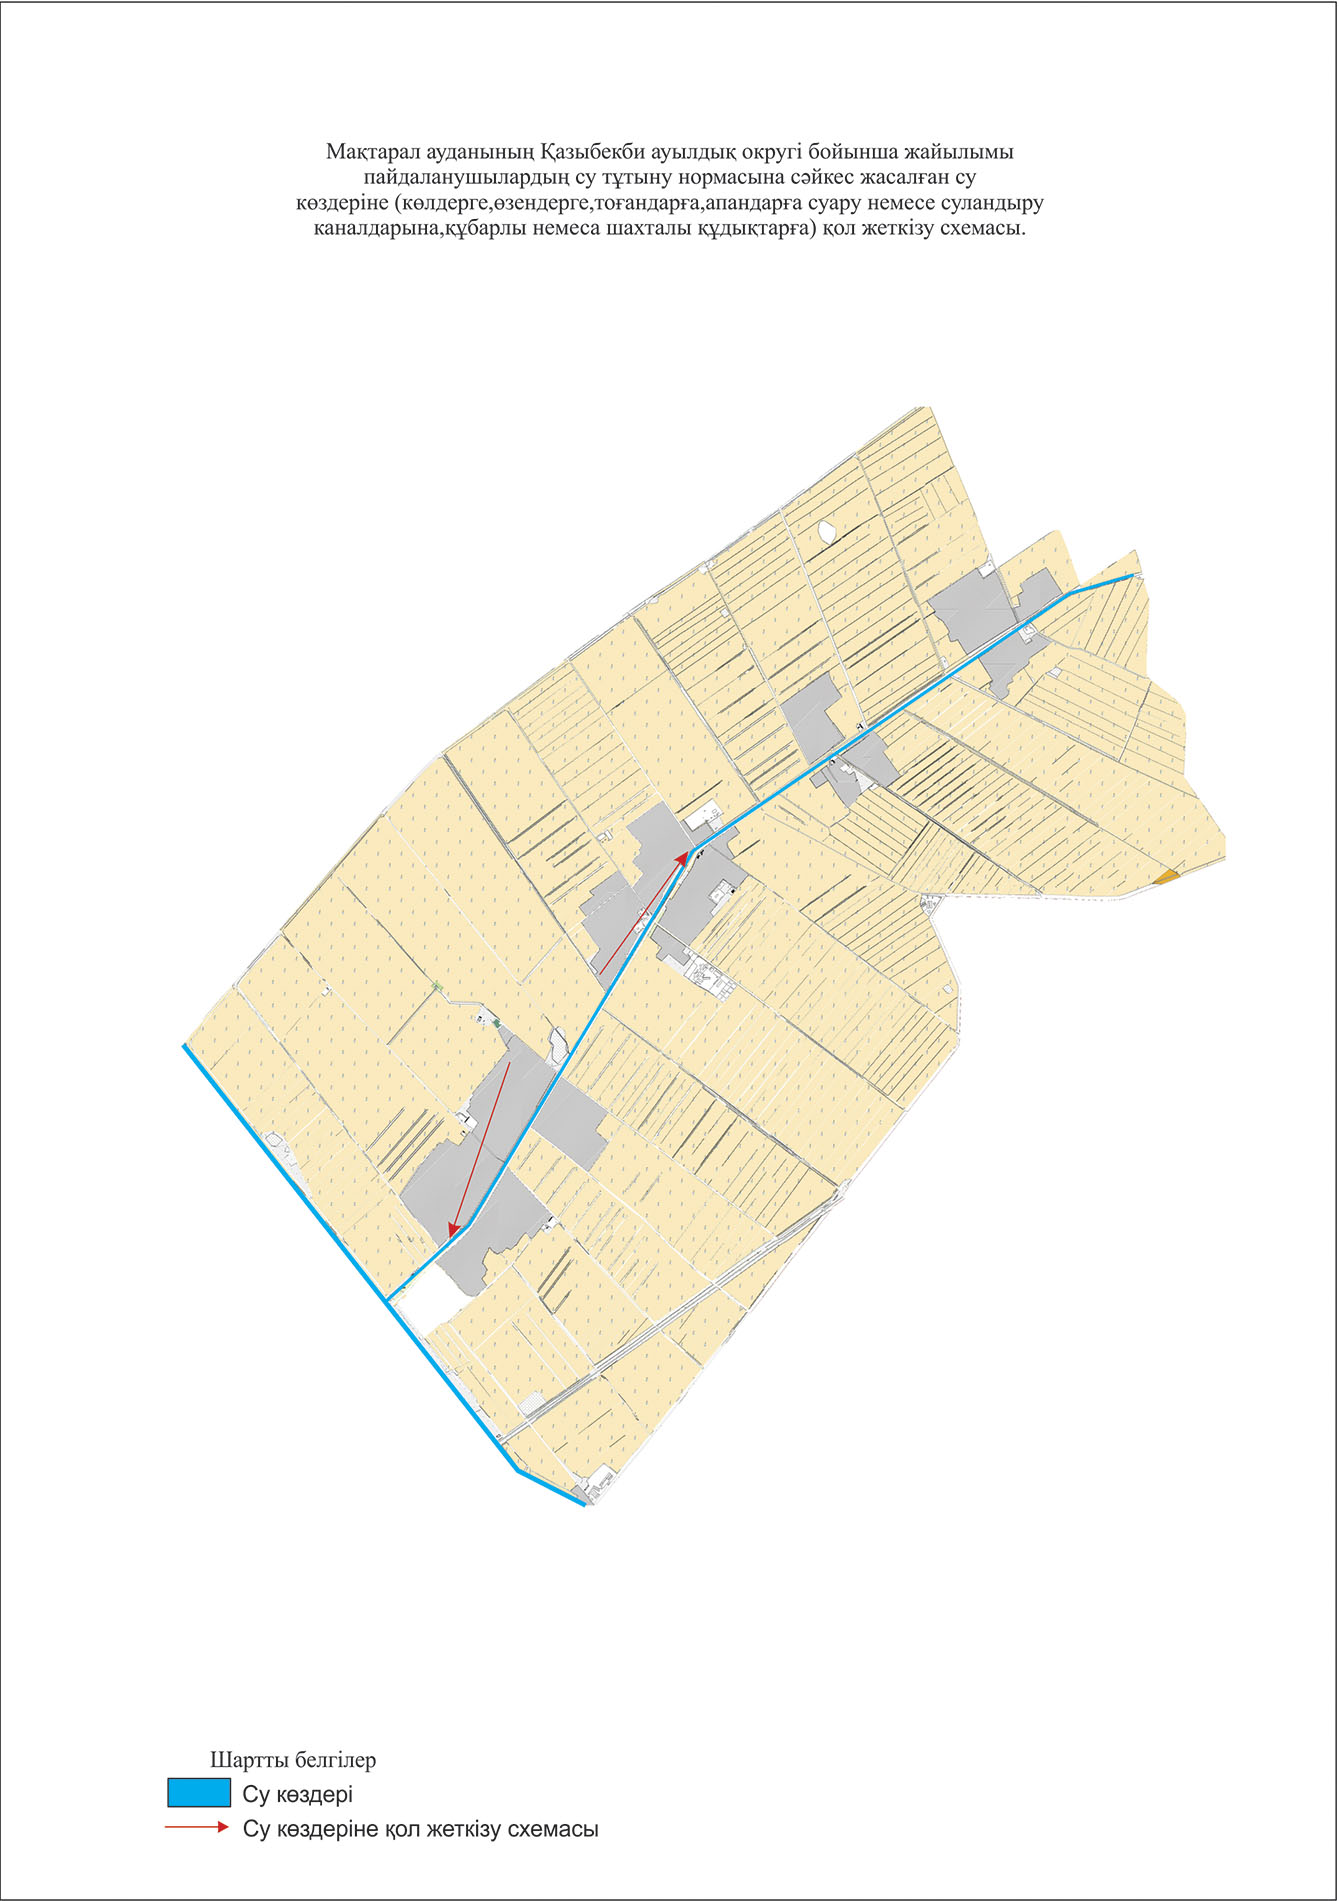 Мақтарал ауданының Қазыбекби ауылдық округі бойынша жайылымы
пайдаланушылардың су тұтыну нормасына сәйкес жасалған су
көздеріне (көлдерге,өзендерге,тоғандарға,апандарға суару немесе суландыру
каналдарына,құбарлы немеса шахталы құдықтарға) қол жеткізу схемасы.
Шартты белгілер
Су көздері
Су көздеріне қол жеткізу схемасы